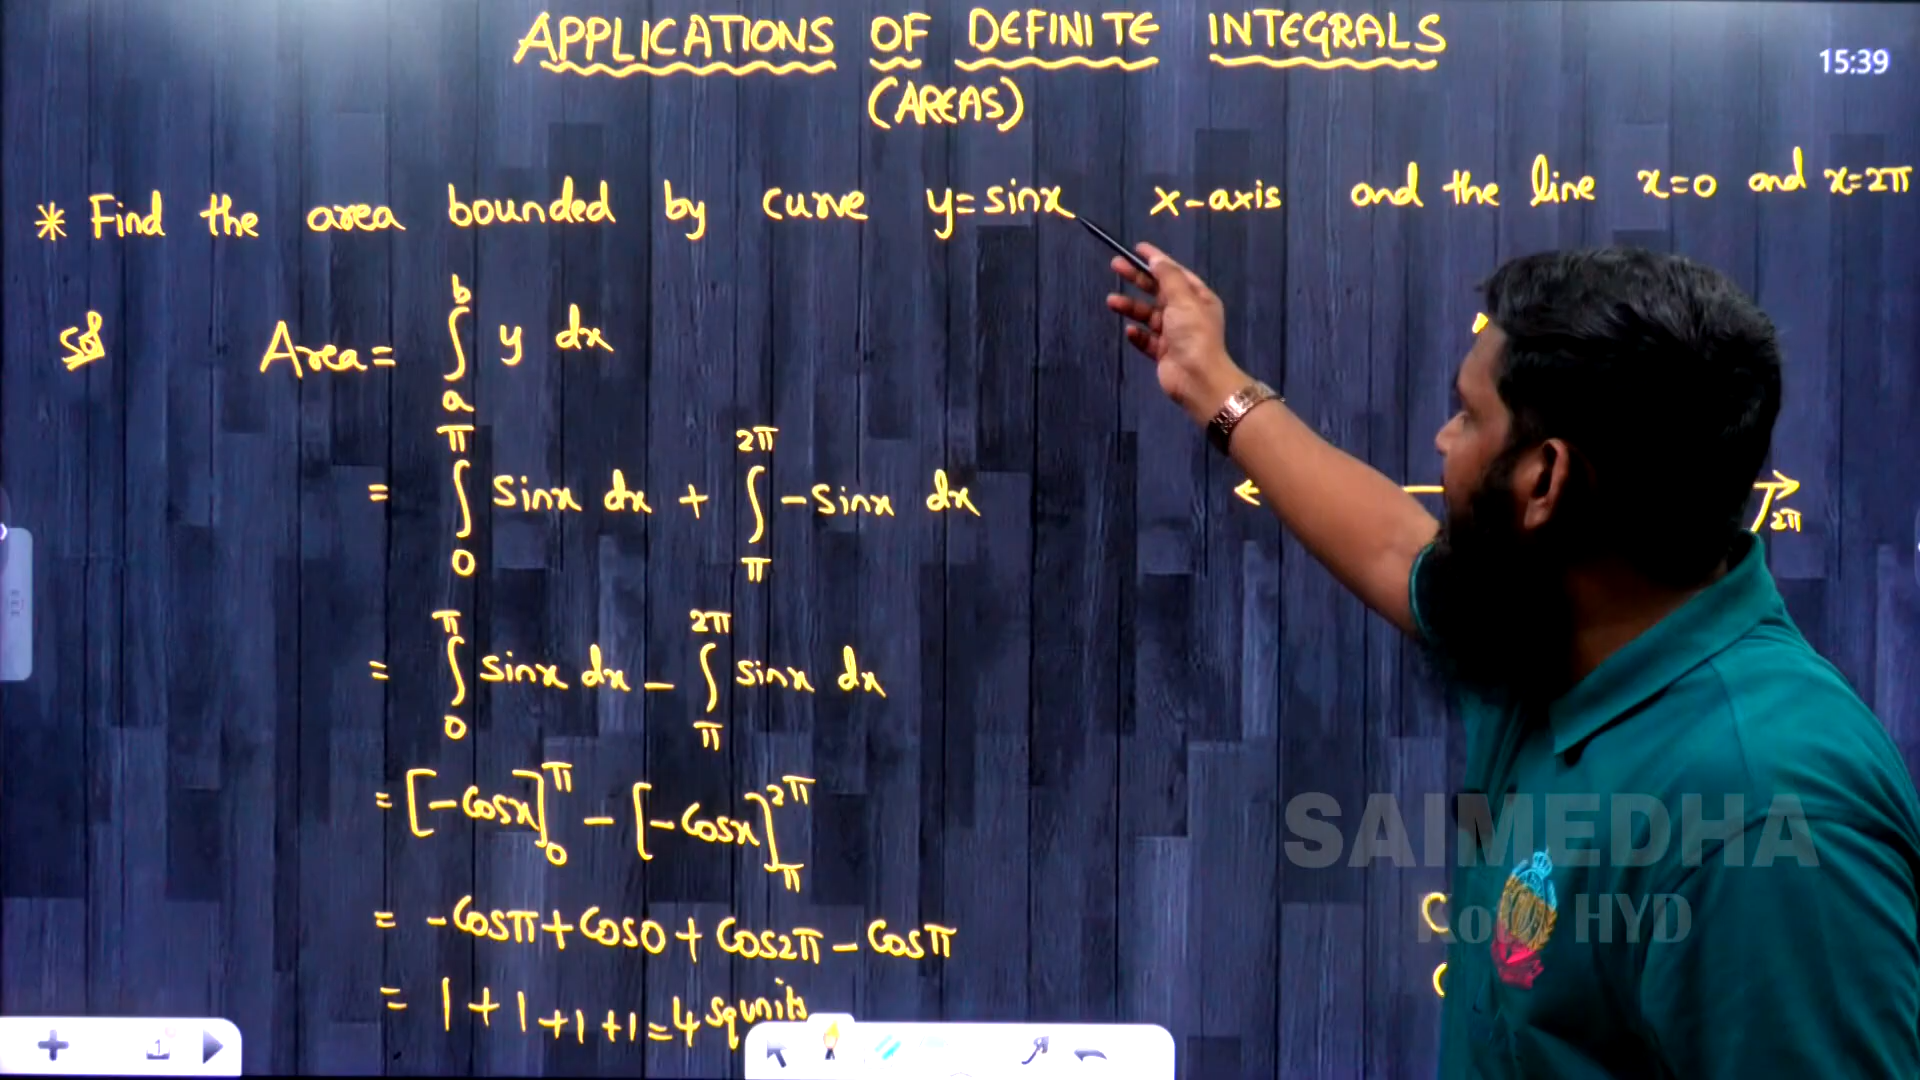 APPLICATIONS OF DEFINITE INTEGRALS
(AREAS)
15:39
* Find the area bounded by curve y=sinx x-axis and the line x=0 and x=2π
Sol Area = ∫_a^b y dx
= ∫_0^π sinx dx + ∫_π^2π -sinx dx
2π
= ∫_0^π sinx dx - ∫_π^2π sinx dx
= [-Cosx]_0^π - [-Cosx]_π^2π
= -Cosπ + Cos0 + Cos2π - Cosπ
= 1 + 1 + 1 + 1 = 4 squnits
SAIMEDHA
HYD
1